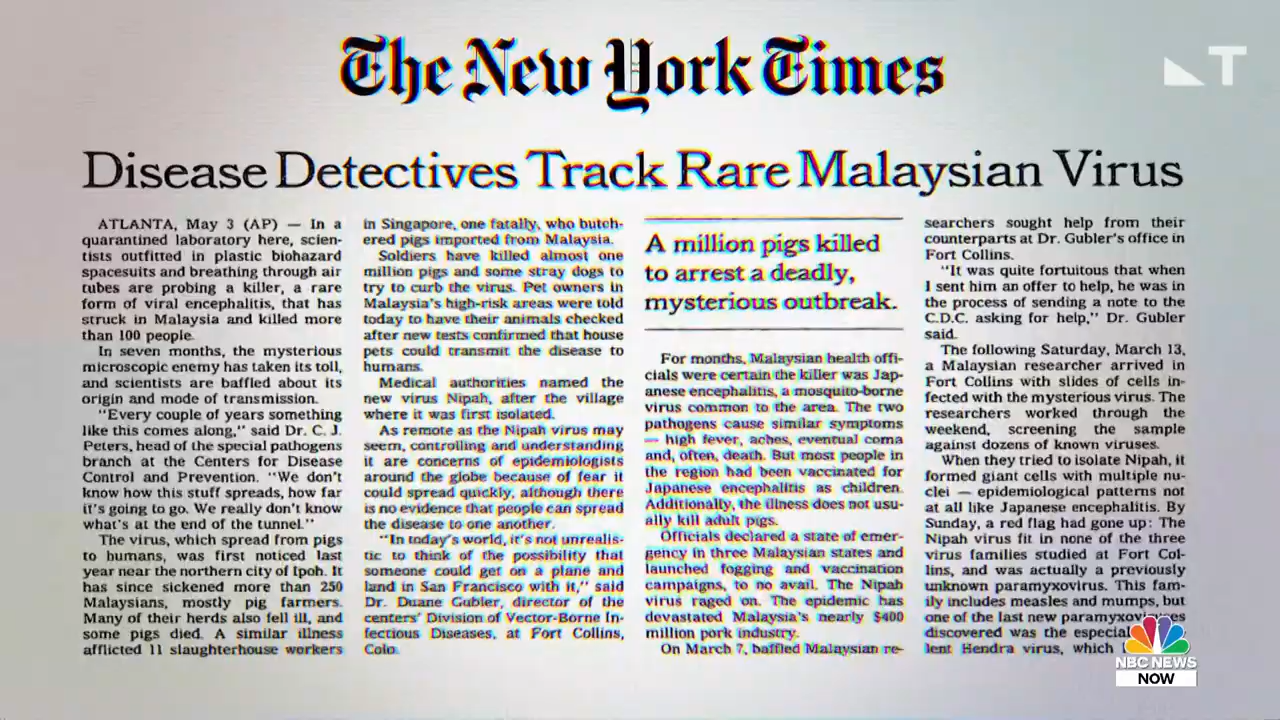 The New York Times
T
Disease Detectives Track Rare Malaysian Virus
ATLANTA, May 3 (AP) — In a
quarantined laboratory here, scien-
tists outfitted in plastic biohazard
spacesuits and breathing through air
tubes are probing a killer, a rare
form of viral encephalitis, that has
struck in Malaysia and killed more
than 100 people.
In seven months, the mysterious
microscopic enemy has taken its toll,
and scientists are baffled about its
origin and mode of transmission.
"Every couple of years something
like this comes along," said Dr. C. J.
Peters, head of the special pathogens
branch at the Centers for Disease
Control and Prevention. "We don't
know how this stuff spreads, how far
it's going to go. We really don't know
what's at the end of the tunnel."
The virus, which spread from pigs
to humans, was first noticed last
year near the northern city of Ipoh. It
has since sickened more than 250
Malaysians, mostly pig farmers.
Many of their herds also fell ill, and
some pigs died. A similar illness
afflicted 11 slaughterhouse workers
in Singapore, one fatally, who butch-
ered pigs imported from Malaysia.
Soldiers have killed almost one
million pigs and some stray dogs to
try to curb the virus. Pet owners in
Malaysia's high-risk areas were told
today to have their animals checked
after new tests confirmed that house
pets could transmit the disease to
humans.
Medical authorities named the
new virus Nipah, after the village
where it was first isolated.
As remote as the Nipah virus may
seem, controlling and understanding
it are concerns of epidemiologists
around the globe because of fear it
could spread quickly, although there
is no evidence that people can spread
the disease to one another.
"In today's world, it's not unrealis-
tic to think of the possibility that
someone could get on a plane and
land in San Francisco with it," said
Dr. Duane Gubler, director of the
centers' Division of Vector-Borne In-
fectious Diseases, at Fort Collins,
Colo.
A million pigs killed
to arrest a deadly,
mysterious outbreak.
For months, Malaysian health offi-
cials were certain the killer was Jap-
anese encephalitis, a mosquito-borne
virus common to the area. The two
pathogens cause similar symptoms
— high fever, aches, eventual coma
and, often, death. But most people in
the region had been vaccinated for
Japanese encephalitis as children.
Additionally, the illness does not usu-
ally kill adult pigs.
Officials declared a state of emer-
gency in three Malaysian states and
launched fogging and vaccination
campaigns, to no avail. The Nipah
virus raged on. The epidemic has
devastated Malaysia's nearly $400
million pork industry.
On March 7, baffled Malaysian re-
searchers sought help from their
counterparts at Dr. Gubler's office in
Fort Collins.
"It was quite fortuitous that when
I sent him an offer to help, he was in
the process of sending a note to the
C.D.C. asking for help," Dr. Gubler
said.
The following Saturday, March 13,
a Malaysian researcher arrived in
Fort Collins with slides of cells in-
fected with the mysterious virus. The
researchers worked through the
weekend, screening the sample
against dozens of known viruses.
When they tried to isolate Nipah, it
formed giant cells with multiple nu-
clei — epidemiological patterns not
at all like Japanese encephalitis. By
Sunday, a red flag had gone up: The
Nipah virus fit in none of the three
virus families studied at Fort Col-
lins, and was actually a previously
unknown paramyxovirus. This fam-
ily includes measles and mumps, but
one of the last new
discovered was the
lent Hendra virus, which
NBC NEWS
NOW